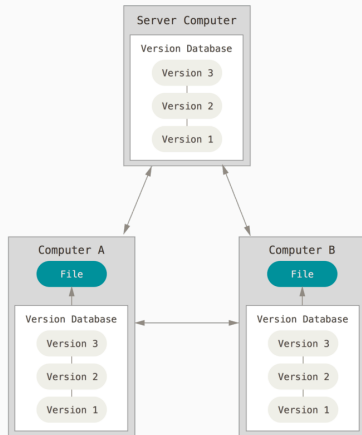 Server Computer
Version Database
Version 3
Version 2
Version 1
Computer A
File
Version Database
Version 3
Version 2
Version 1
Computer B
File
Version Database
Version 3
Version 2
Version 1